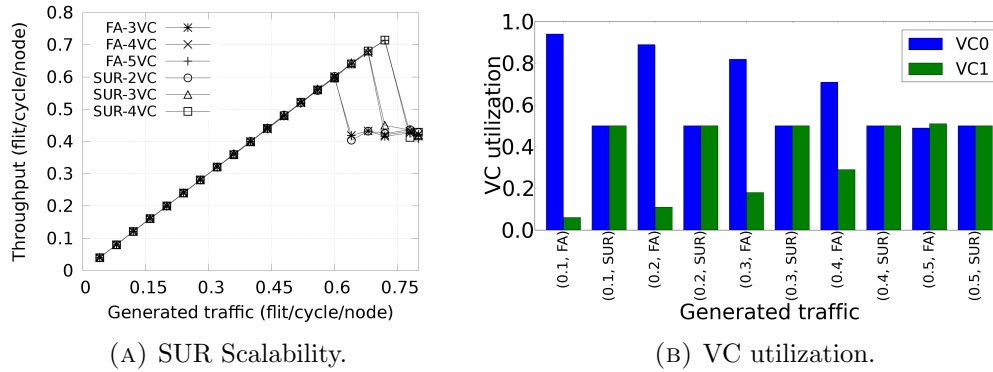 0.8
0.7
0.6
0.5
0.4
0.3
0.2
0.1
0
Throughput (flit/cycle/node)
FA-3VC
FA-4VC
FA-5VC
SUR-2VC
SUR-3VC
SUR-4VC
0 0.15 0.3 0.45 0.6 0.75
Generated traffic (flit/cycle/node)
(A) SUR Scalability.
1.0
0.8
0.6
0.4
0.2
0.0
VC utilization
VC0
VC1
(0.1, FA)
(0.1, SUR)
(0.2, FA)
(0.2, SUR)
(0.3, FA)
(0.3, SUR)
(0.4, FA)
(0.4, SUR)
(0.5, FA)
(0.5, SUR)
Generated traffic
(B) VC utilization.